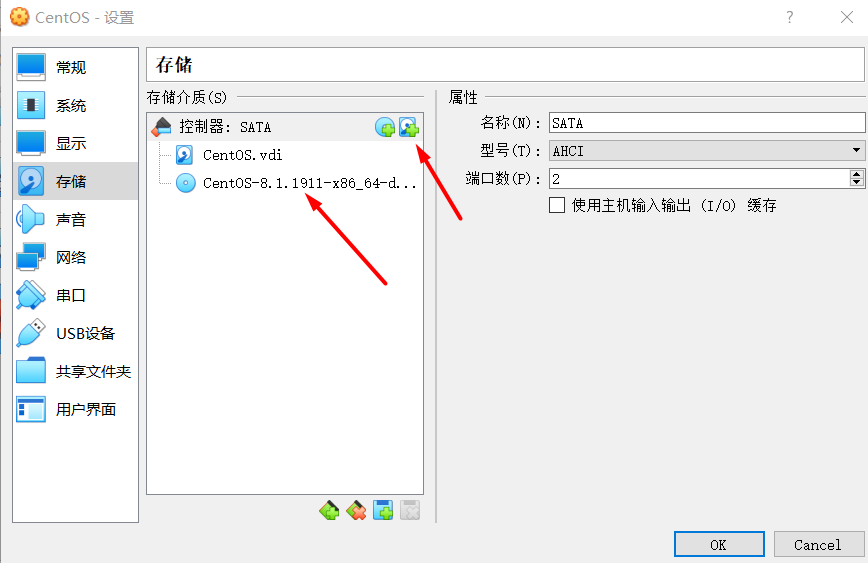 CentOS - 设置
?
常规
系统
显示
存储
声音
网络
串口
USB设备
共享文件夹
用户界面
存储
存储介质(S)
控制器: SATA
CentOS.vdi
CentOS-8.1.1911-x86_64-d...
属性
名称(N): SATA
型号(T): AHCI
端口数(P): 2
使用主机输入输出 (I/O) 缓存
OK
Cancel